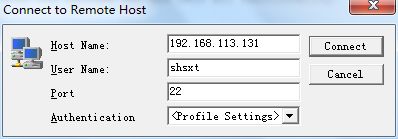 Connect to Remote Host
Host Name: 192.168.113.131 Connect
User Name: shsxt Cancel
Port 22
Authentication <Profile Settings>